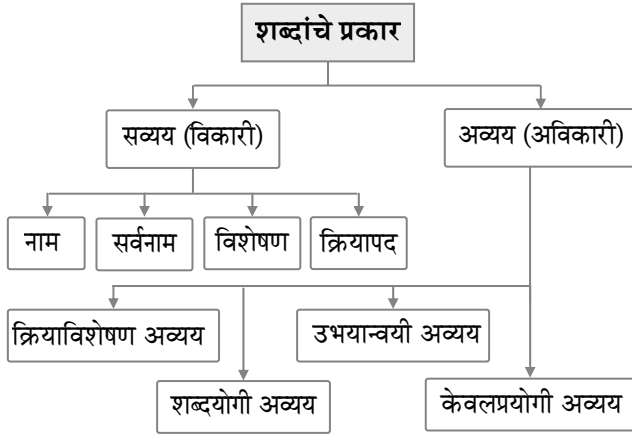 शब्दांचे प्रकार
सव्यय (विकारी)
अव्यय (अविकारी)
नाम
सर्वनाम
विशेषण
क्रियापद
क्रियाविशेषण अव्यय
उभयान्वयी अव्यय
शब्दयोगी अव्यय
केवलप्रयोगी अव्यय